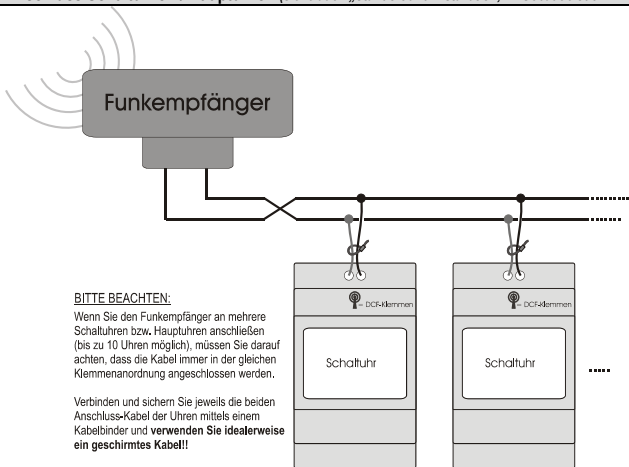 Funkempfänger
DCF-Klemmen
DCF-Klemmen
Schaltuhr
Schaltuhr
BITTE BEACHTEN:
Wenn Sie den Funkempfänger an mehrere
Schaltuhren bzw. Hauptuhren anschließen
(bis zu 10 Uhren möglich), müssen Sie darauf
achten, dass die Kabel immer in der gleichen
Klemmenanordnung angeschlossen werden.
Verbinden und sichern Sie jeweils die beiden
Anschluss-Kabel der Uhren mittels einem
Kabelbinder und verwenden Sie idealerweise
ein geschirmtes Kabel!!